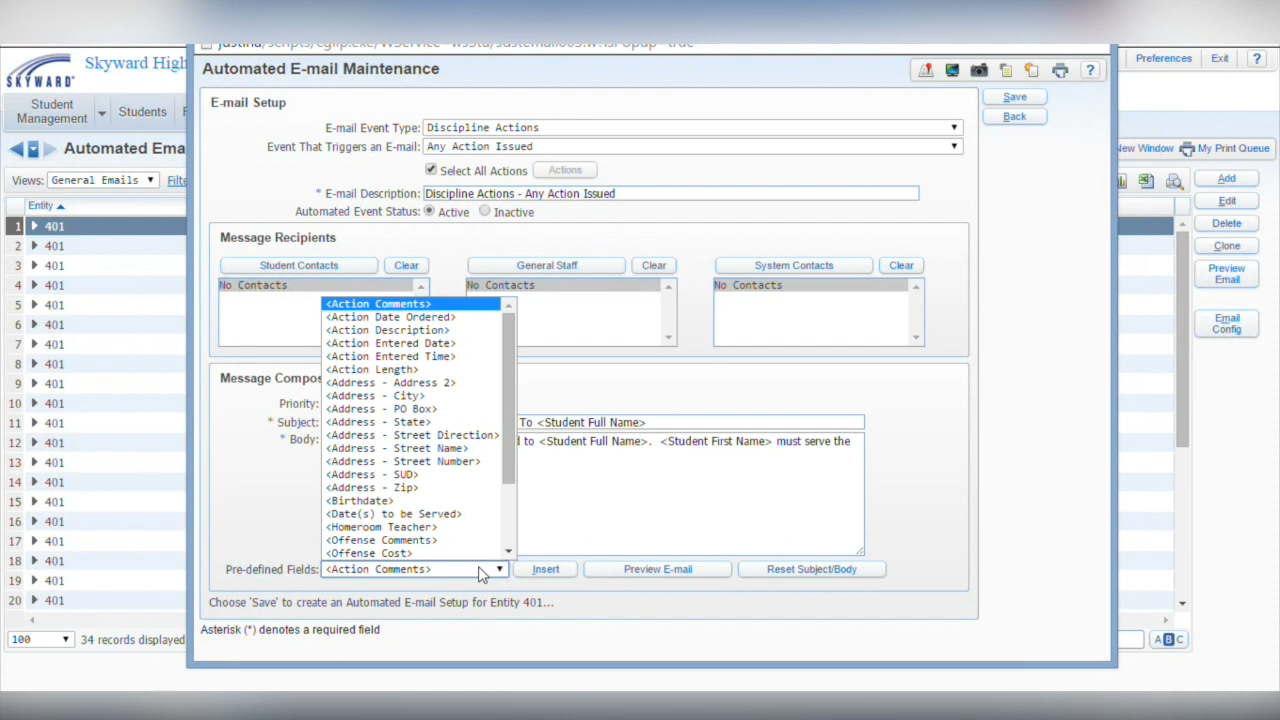 Automated E-mail Maintenance
SKYWARD
Skyward High
Preferences Exit ?
Student Management
Students
Automated Ema
New Window My Print Queue
Views: General Emails Filte
Entity
1 401
2 401
3 401
4 401
5 401
6 401
7 401
8 401
9 401
10 401
11 401
12 401
13 401
14 401
15 401
16 401
17 401
18 401
19 401
20 401
100 34 records displayed
E-mail Setup
Save
Back
E-mail Event Type: Discipline Actions
Event That Triggers an E-mail: Any Action Issued
Select All Actions Actions
* E-mail Description: Discipline Actions - Any Action Issued
Automated Event Status: Active Inactive
Message Recipients
Student Contacts Clear General Staff Clear System Contacts Clear
No Contacts No Contacts No Contacts
Message Compos
Priority:
* Subject: To <Student Full Name>
* Body: d to <Student Full Name>. <Student First Name> must serve the
<Action Comments>
<Action Date Ordered>
<Action Description>
<Action Entered Date>
<Action Entered Time>
<Action Length>
<Address - Address 2>
<Address - City>
<Address - PO Box>
<Address - State>
<Address - Street Direction>
<Address - Street Name>
<Address - Street Number>
<Address - SUD>
<Address - Zip>
<Birthdate>
<Date(s) to be Served>
<Homeroom Teacher>
<Offense Comments>
<Offense Cost>
Pre-defined Fields: <Action Comments> Insert Preview E-mail Reset Subject/Body
Choose 'Save' to create an Automated E-mail Setup for Entity 401...
Asterisk (*) denotes a required field
Add
Edit
Delete
Clone
Preview Email
Email Config
A B C